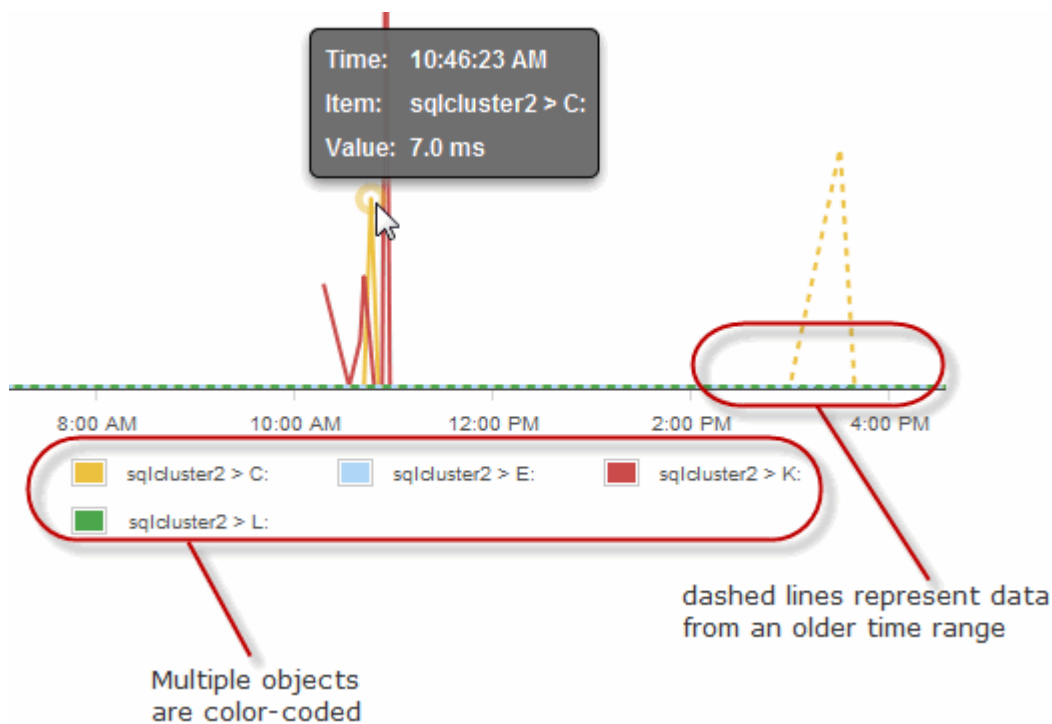 Time: 10:46:23 AM
Item: sqlcluster2 > C:
Value: 7.0 ms
8:00 AM 10:00 AM 12:00 PM 2:00 PM 4:00 PM
sqlcluster2 > C: sqlcluster2 > E: sqlcluster2 > K:
sqlcluster2 > L:
dashed lines represent data
from an older time range
Multiple objects
are color-coded